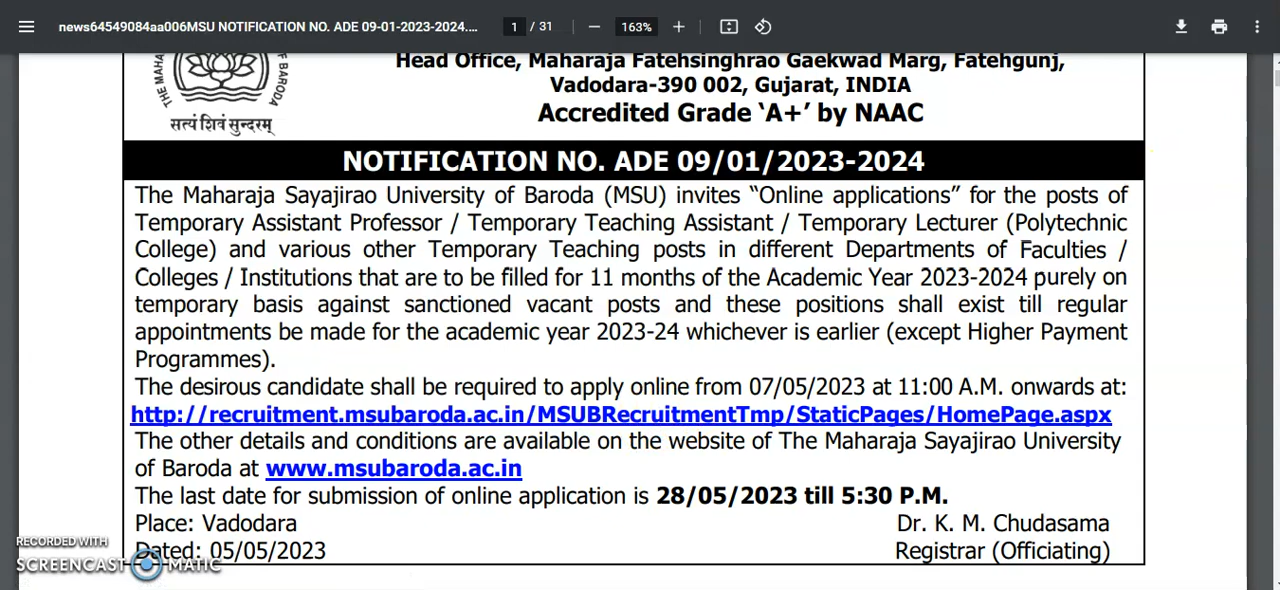 news64549084aa006MSU NOTIFICATION NO. ADE 09-01-2023-2024.... 1 / 31 163%
THE MAHA OF BARODA
सत्यं शिवं सुन्दरम्
Head Office, Maharaja Fatehsinghrao Gaekwad Marg, Fatehgunj,
Vadodara-390 002, Gujarat, INDIA
Accredited Grade ‘A+’ by NAAC
NOTIFICATION NO. ADE 09/01/2023-2024
The Maharaja Sayajirao University of Baroda (MSU) invites “Online applications” for the posts of
Temporary Assistant Professor / Temporary Teaching Assistant / Temporary Lecturer (Polytechnic
College) and various other Temporary Teaching posts in different Departments of Faculties /
Colleges / Institutions that are to be filled for 11 months of the Academic Year 2023-2024 purely on
temporary basis against sanctioned vacant posts and these positions shall exist till regular
appointments be made for the academic year 2023-24 whichever is earlier (except Higher Payment
Programmes).
The desirous candidate shall be required to apply online from 07/05/2023 at 11:00 A.M. onwards at:
http://recruitment.msubaroda.ac.in/MSUBRecruitmentTmp/StaticPages/HomePage.aspx
The other details and conditions are available on the website of The Maharaja Sayajirao University
of Baroda at www.msubaroda.ac.in
The last date for submission of online application is 28/05/2023 till 5:30 P.M.
Place: Vadodara Dr. K. M. Chudasama
Dated: 05/05/2023 Registrar (Officiating)
RECORDED WITH
SCREENCAST MATIC